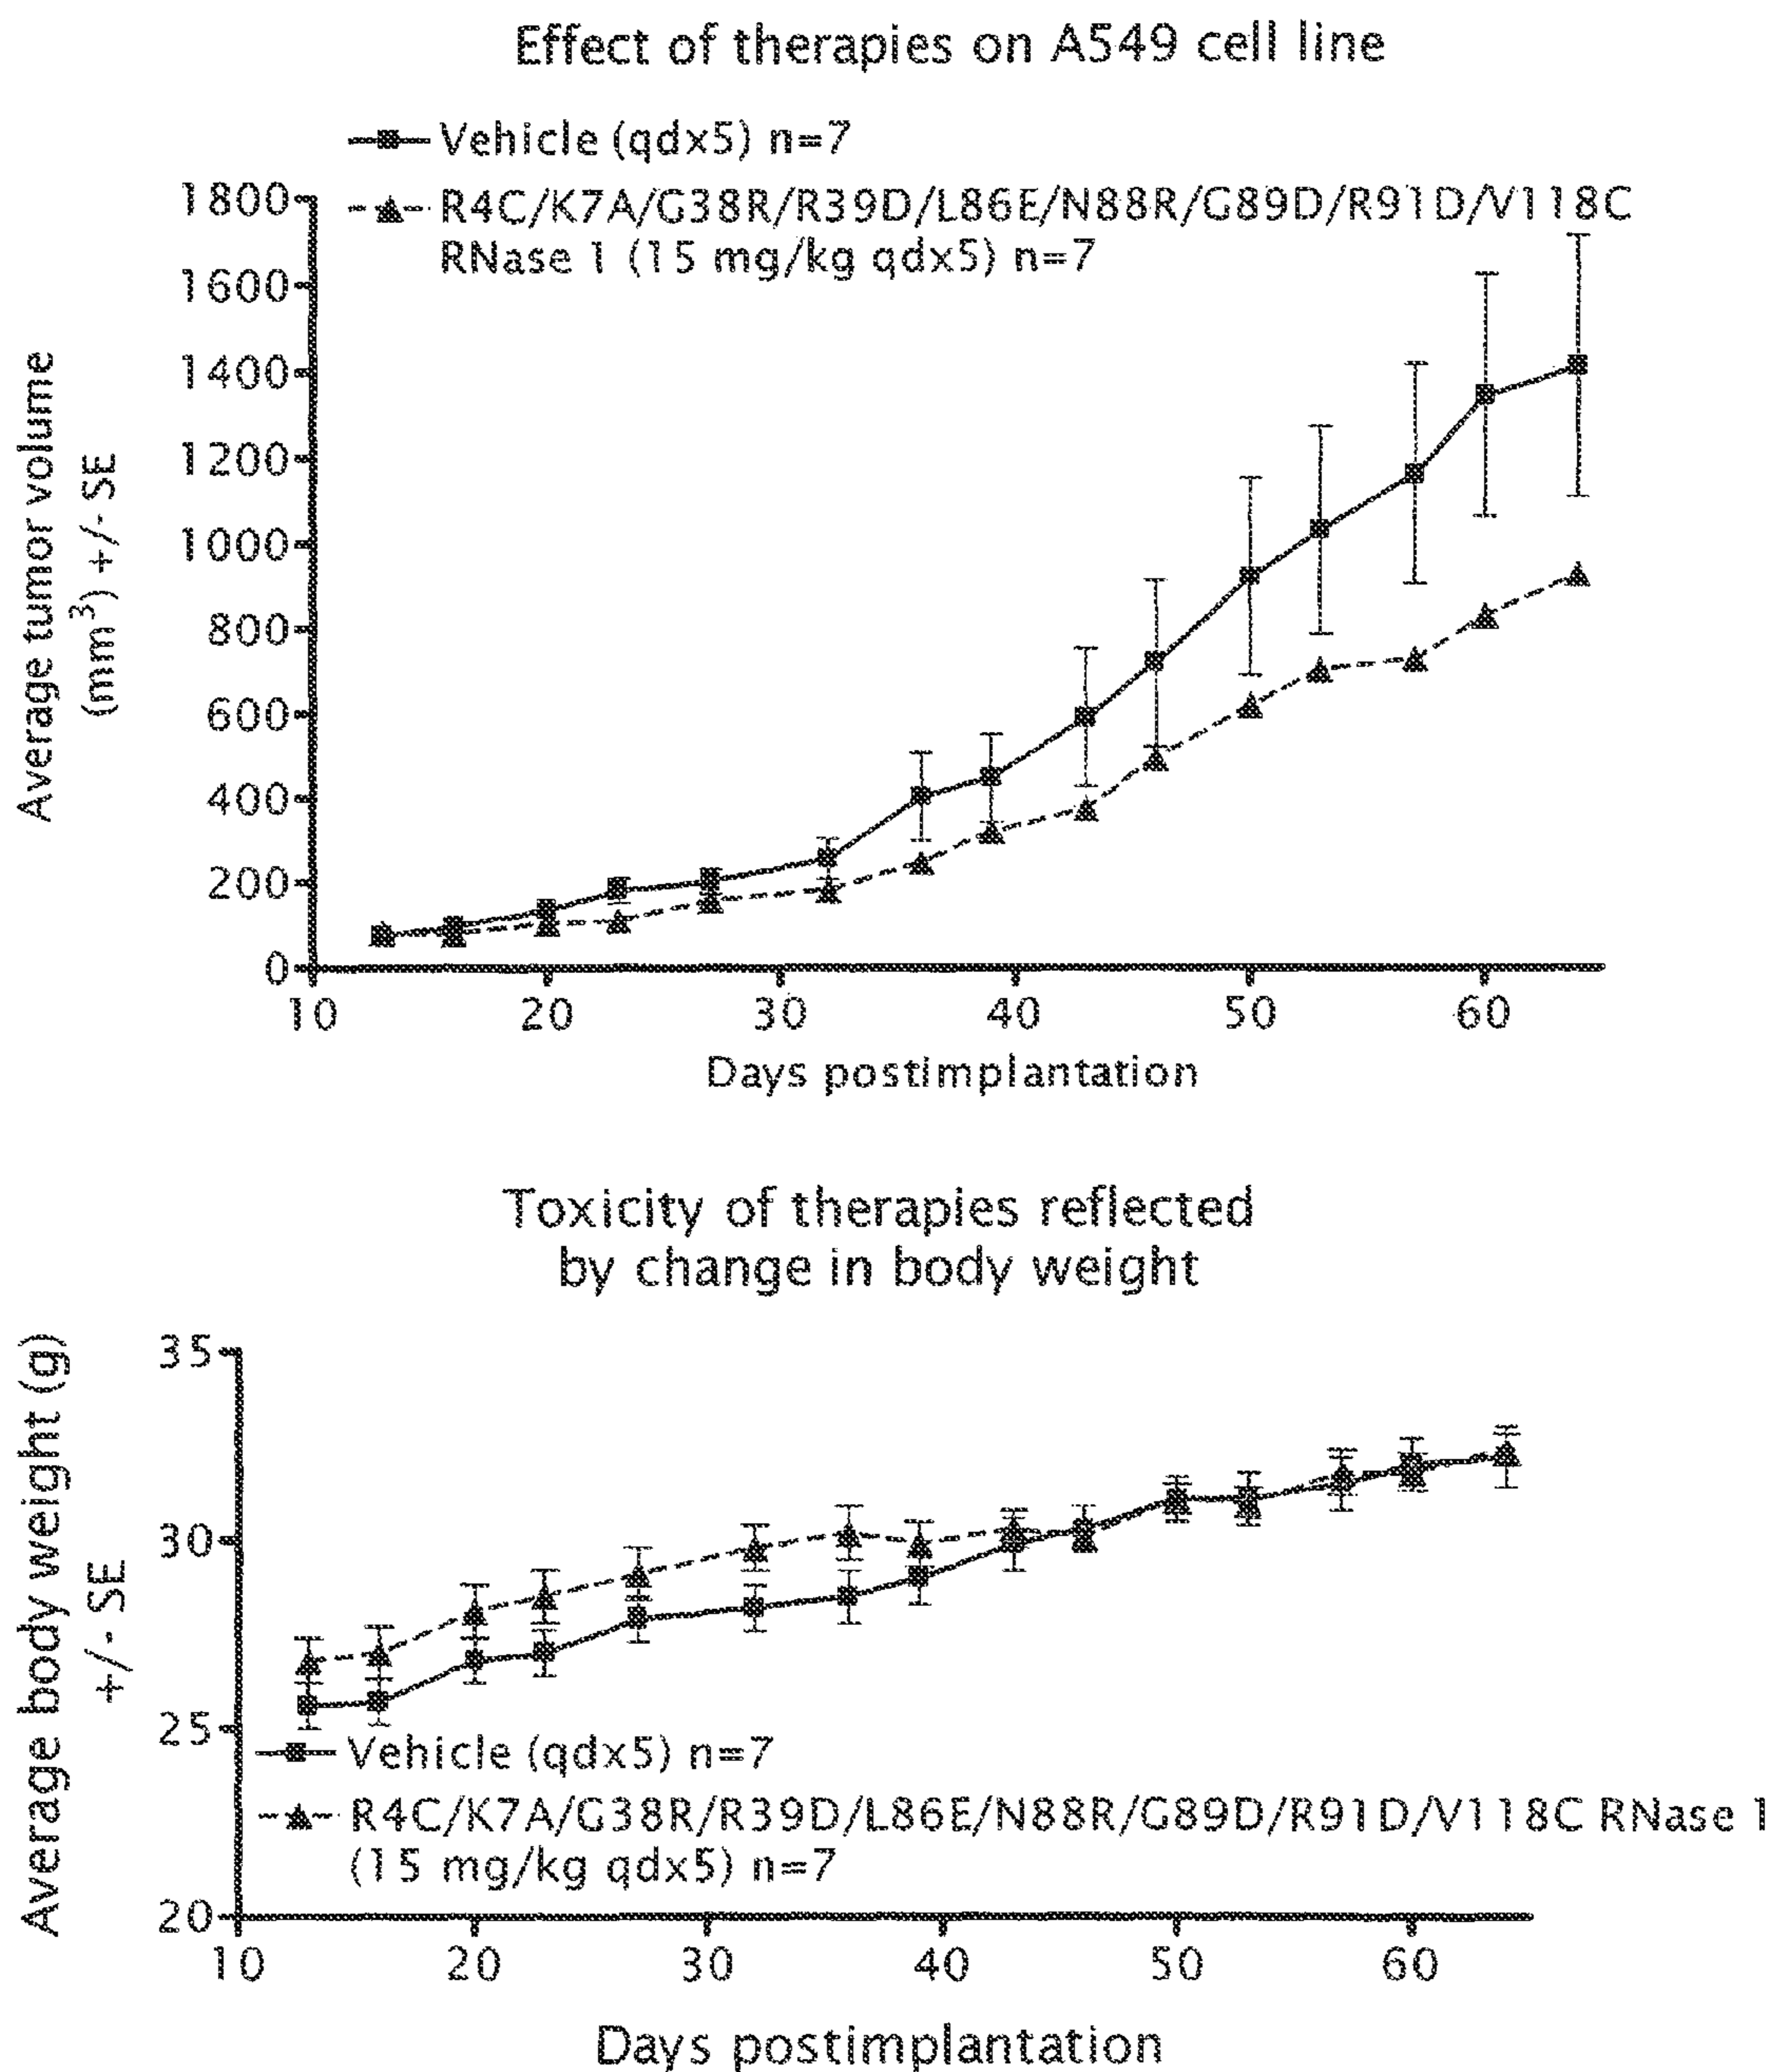 Effect of therapies on A549 cell line
Vehicle (qdx5) n=7
R4C/K7A/G38R/R39D/L86E/N88R/G89D/R91D/V118C
RNase 1 (15 mg/kg qdx5) n=7
Average tumor volume
(mm³) +/- SE
1800
1600
1400
1200
1000
800
600
400
200
0
10 20 30 40 50 60
Days postimplantation
Toxicity of therapies reflected
by change in body weight
Average body weight (g)
+/- SE
35
30
25
20
Vehicle (qdx5) n=7
R4C/K7A/G38R/R39D/L86E/N88R/G89D/R91D/V118C RNase 1
(15 mg/kg qdx5) n=7
10 20 30 40 50 60
Days postimplantation